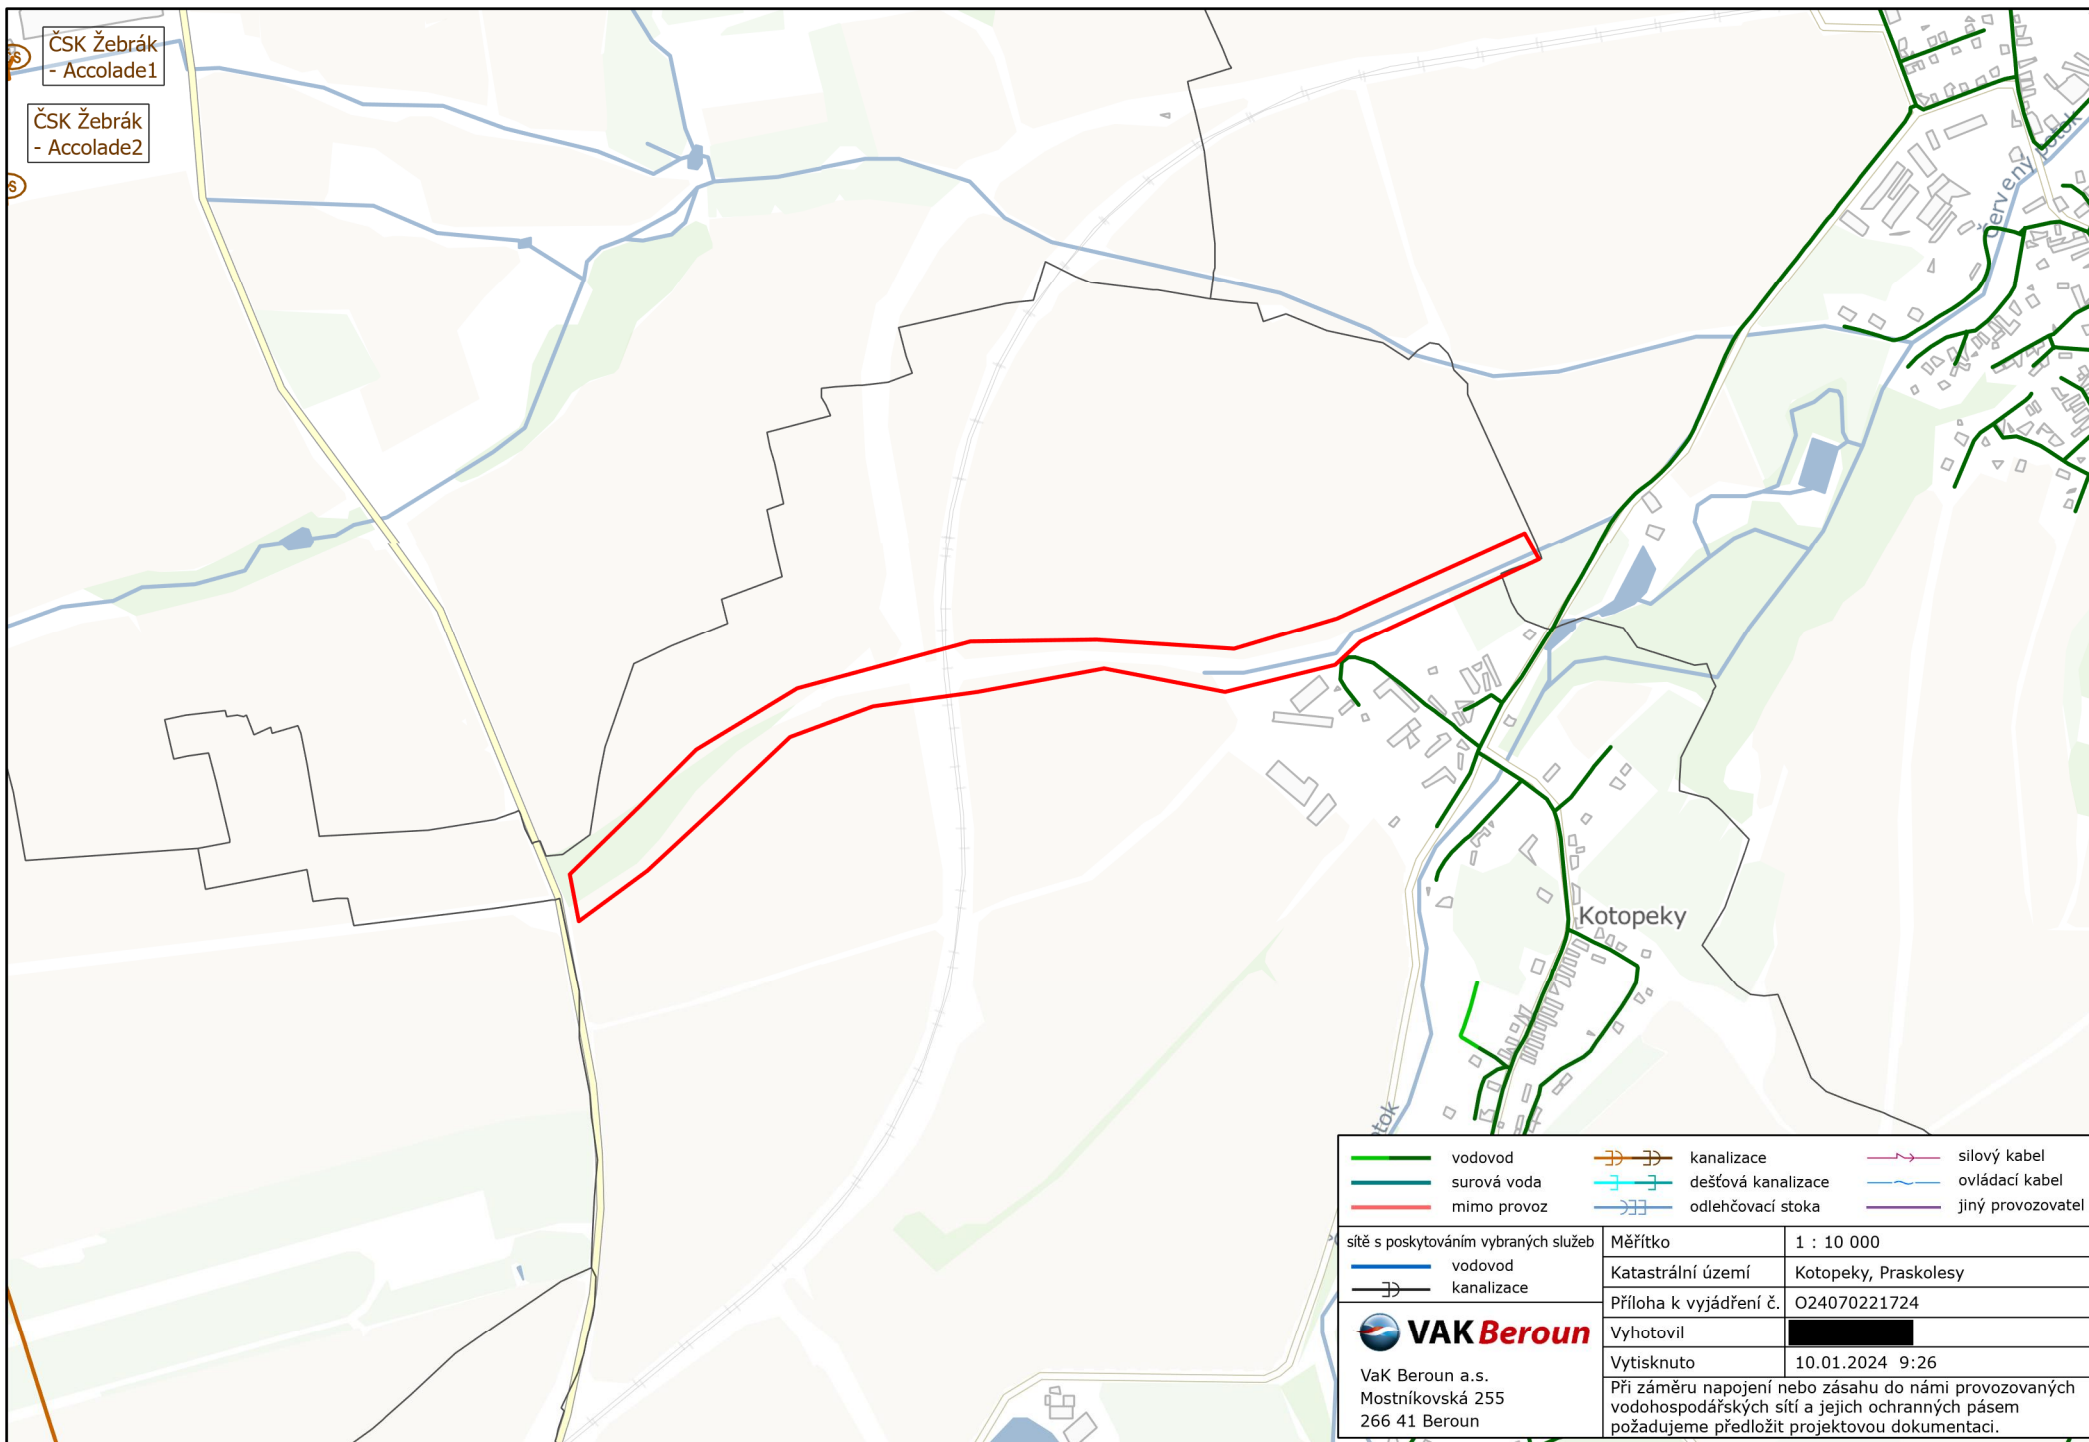 ČSK Žebrák
- Accolade1
ČSK Žebrák
- Accolade2
Červený potok
Kotopeky
vodovod
surová voda
mimo provoz
kanalizace
dešťová kanalizace
odlehčovací stoka
silový kabel
ovládací kabel
jiný provozovatel
sítě s poskytováním vybraných služeb
vodovod
kanalizace
VAK Beroun
VaK Beroun a.s.
Mostníkovská 255
266 41 Beroun
Měřítko 1 : 10 000
Katastrální území Kotopeky, Praskolesy
Příloha k vyjádření č. O24070221724
Vyhotovil
Vytisknuto 10.01.2024 9:26
Při záměru napojení nebo zásahu do námi provozovaných
vodohospodářských sítí a jejich ochranných pásem
požadujeme předložit projektovou dokumentaci.